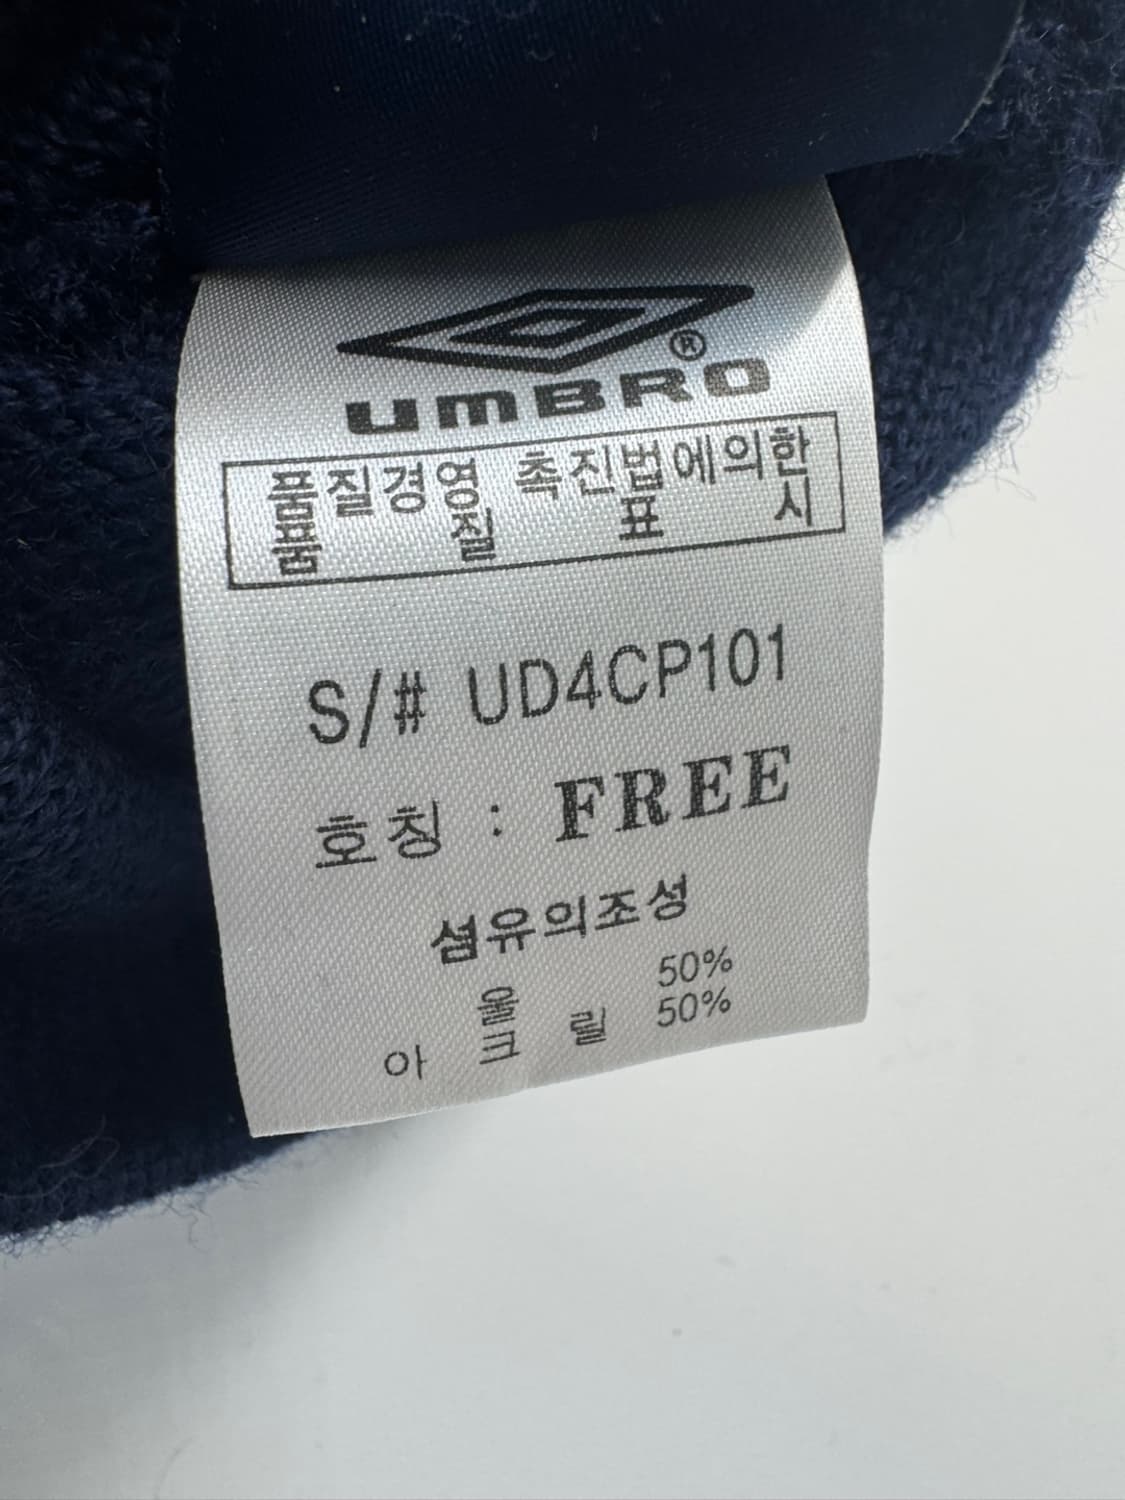 UMBRO®
품질경영 촉진법에의한
품 질 표 시
S/# UD4CP101
호칭 : FREE
섬유의조성
울 50%
아 크 릴 50%